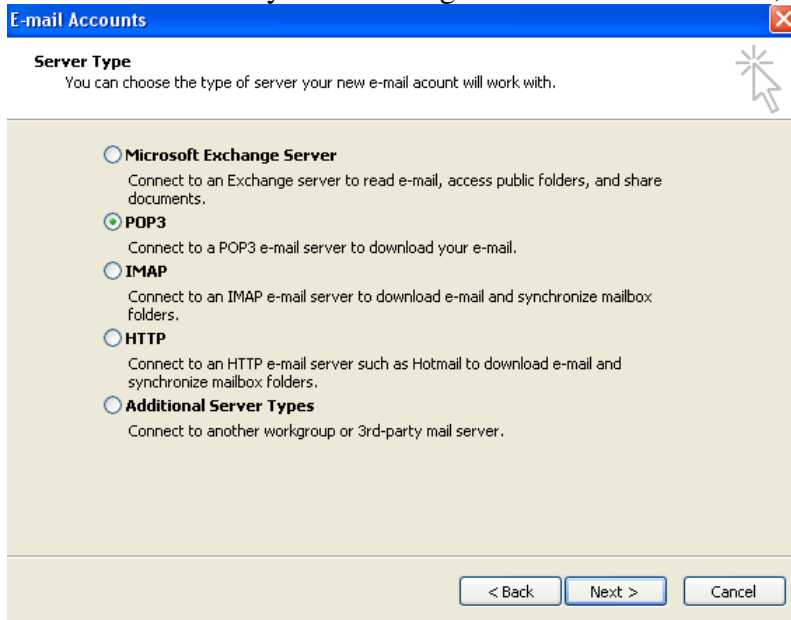 E-mail Accounts
Server Type
You can choose the type of server your new e-mail acount will work with.
Microsoft Exchange Server
Connect to an Exchange server to read e-mail, access public folders, and share
documents.
POP3
Connect to a POP3 e-mail server to download your e-mail.
IMAP
Connect to an IMAP e-mail server to download e-mail and synchronize mailbox
folders.
HTTP
Connect to an HTTP e-mail server such as Hotmail to download e-mail and
synchronize mailbox folders.
Additional Server Types
Connect to another workgroup or 3rd-party mail server.
< Back Next > Cancel